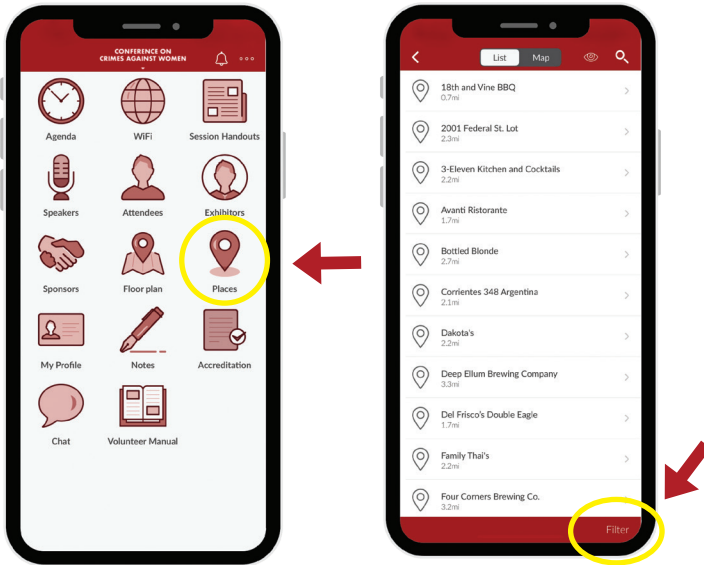 CONFERENCE ON
CRIMES AGAINST WOMEN
Agenda
WiFi
Session Handouts
Speakers
Attendees
Exhibitors
Sponsors
Floor plan
Places
My Profile
Notes
Accreditation
Chat
Volunteer Manual
List
Map
18th and Vine BBQ
0.7mi
2001 Federal St. Lot
2.3mi
3-Eleven Kitchen and Cocktails
2.2mi
Avanti Ristorante
1.7mi
Bottled Blonde
2.7mi
Corrientes 348 Argentina
2.1mi
Dakota's
2.2mi
Deep Ellum Brewing Company
3.3mi
Del Frisco's Double Eagle
1.7mi
Family Thai's
2.2mi
Four Corners Brewing Co.
3.2mi
Filter